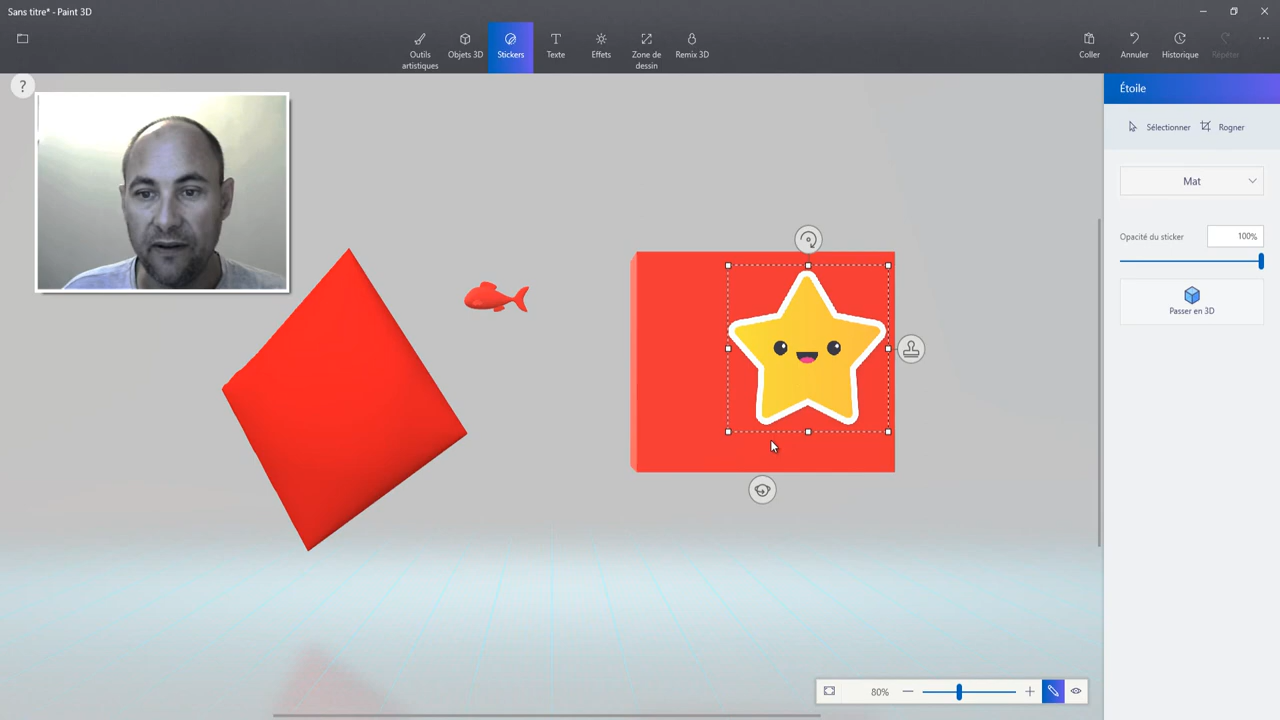 Sans titre* - Paint 3D
Outils artistiques
Objets 3D
Stickers
Texte
Effets
Zone de dessin
Remix 3D
Coller
Annuler
Historique
Répéter
?
Étoile
Sélectionner
Rogner
Mat
Opacité du sticker
100%
Passer en 3D
80%